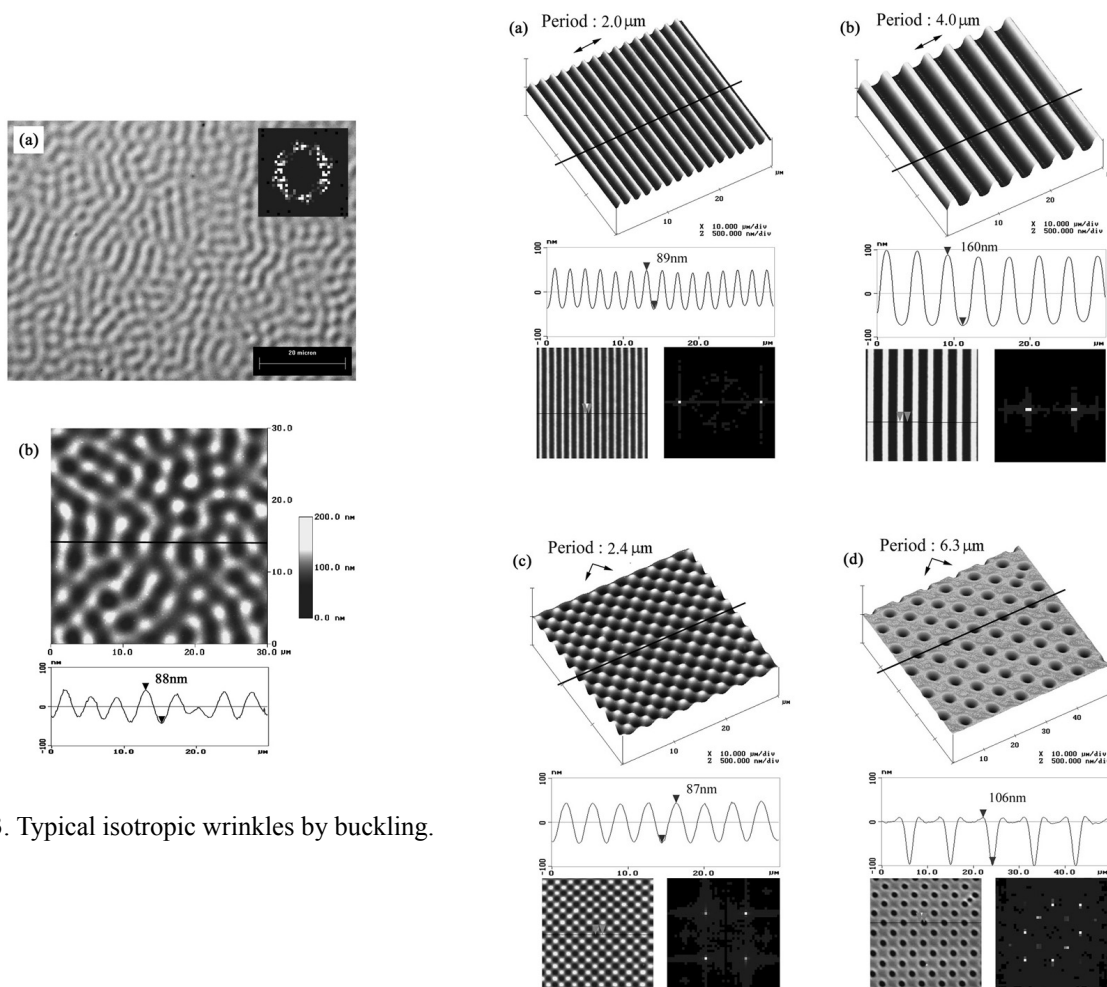 (a)
20 micron
(b)
30.0
20.0
10.0
0
0 10.0 20.0 30.0 μm
200.0 nm
100.0 nm
0.0 nm
nm
100
0
-100
88nm
0 10.0 20.0 μm
. Typical isotropic wrinkles by buckling.
(a) Period : 2.0 μm
μm
20
10
X 10.000 μm/div
Z 500.000 nm/div
nm
100
0
-100
89nm
0 10.0 20.0 μm
(b) Period : 4.0 μm
20
10
X 10.000 μm/div
Z 500.000 nm/div
nm
100
0
-100
160nm
0 10.0 20.0
(c) Period : 2.4 μm
μm
20
10
X 10.000 μm/div
Z 500.000 nm/div
nm
100
0
-100
87nm
0 10.0 20.0 μm
(d) Period : 6.3 μm
40
30
20
10
X 10.000 μm/div
Z 500.000 nm/div
nm
100
0
-100
106nm
0 10.0 20.0 30.0 40.0